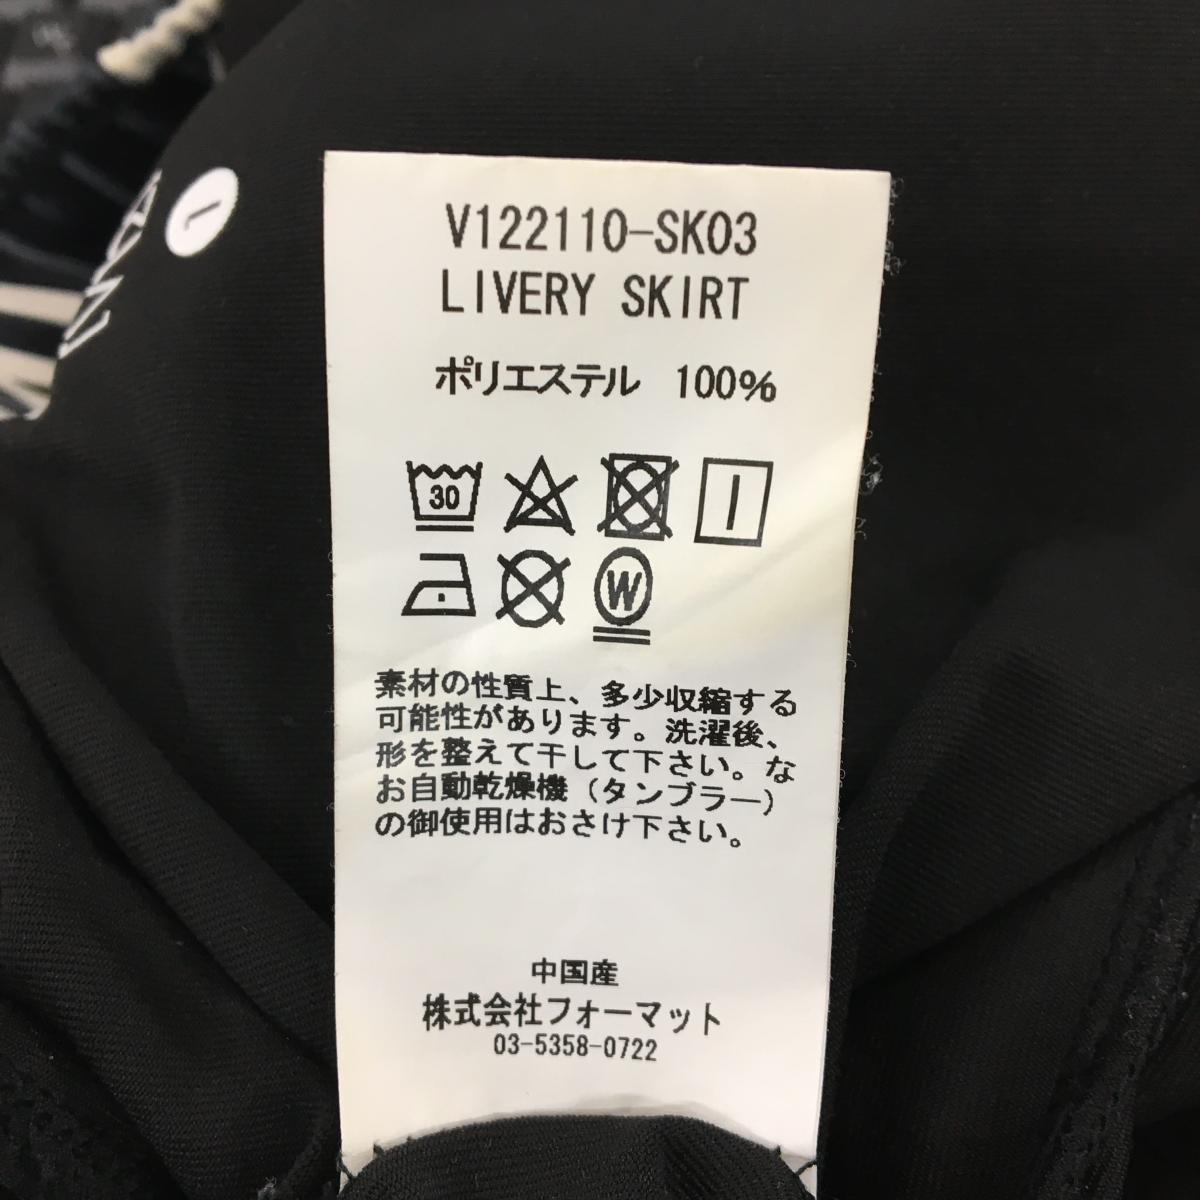 V122110-SK03
LIVERY SKIRT
ポリエステル 100%
30
W
素材の性質上、多少収縮する
可能性があります。洗濯後、
形を整えて干して下さい。な
お自動乾燥機（タンブラー）
の御使用はおさけ下さい。
中国産
株式会社フォーマット
03-5358-0722